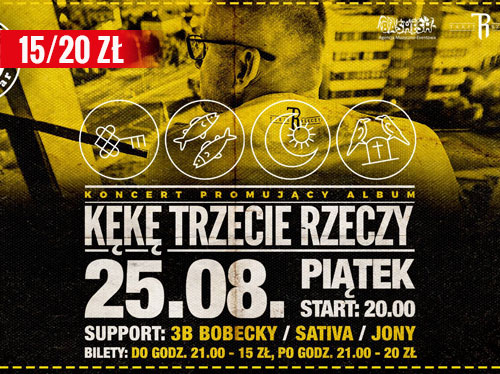 15/20 ZŁ
KONCERT PROMUJĄCY ALBUM
KĘKĘ TRZECIE RZECZY
25.08. PIĄTEK
START: 20.00
SUPPORT: 3B BOBECKY / SATIVA / JONY
BILETY: DO GODZ. 21.00 - 15 ZŁ, PO GODZ. 21.00 - 20 ZŁ